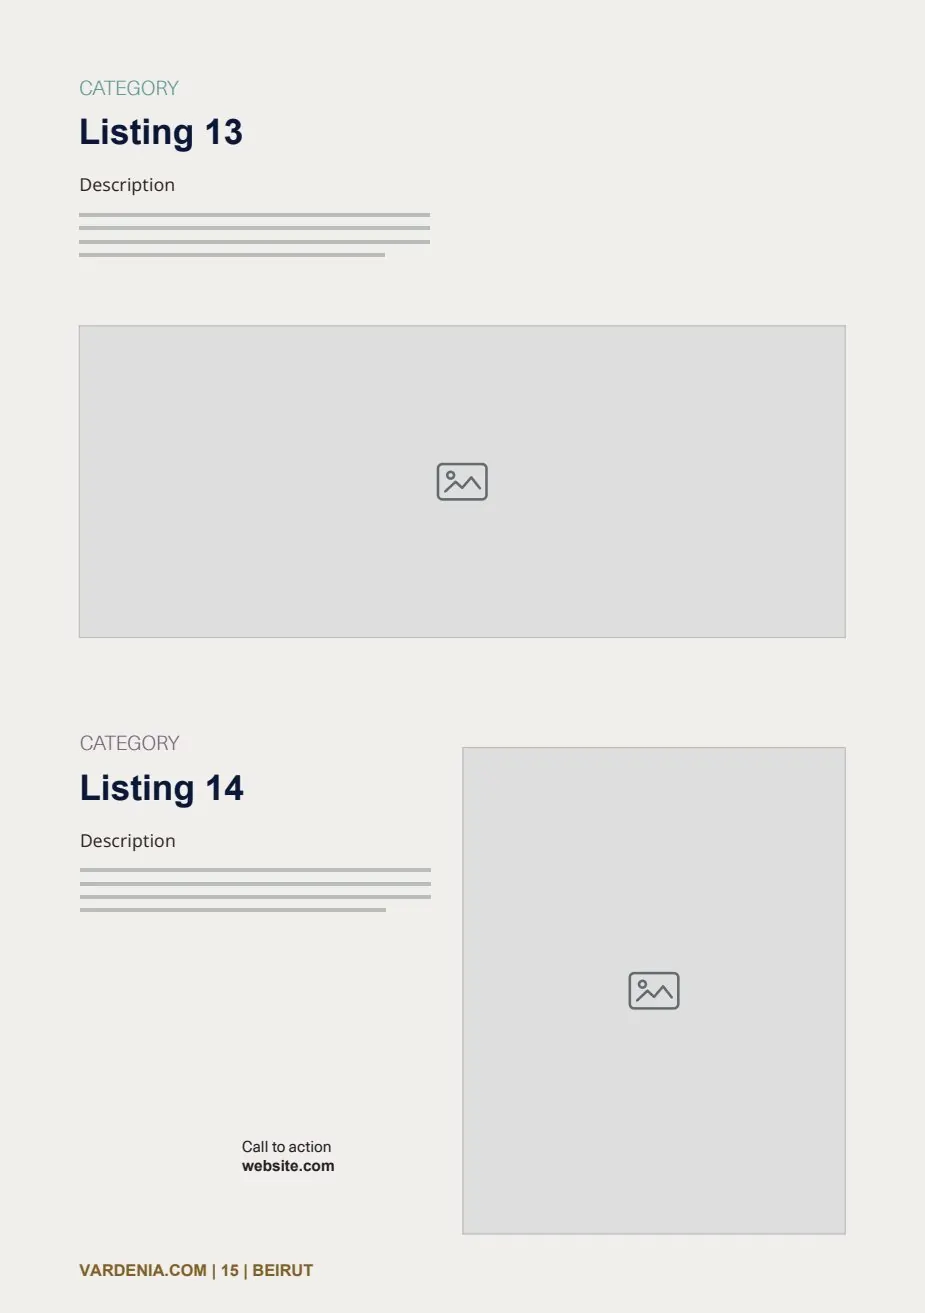 CATEGORY
Listing 13
Description
CATEGORY
Listing 14
Description
Call to action
website.com
VARDENIA.COM | 15 | BEIRUT